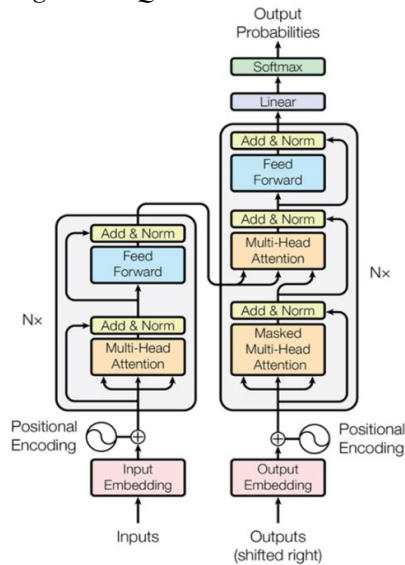 Output
Probabilities
Softmax
Linear
Add & Norm
Feed
Forward
Add & Norm
Multi-Head
Attention
Add & Norm
Masked
Multi-Head
Attention
N×
Positional
Encoding
Output
Embedding
Outputs
(shifted right)
Add & Norm
Feed
Forward
Add & Norm
Multi-Head
Attention
N×
Positional
Encoding
Input
Embedding
Inputs